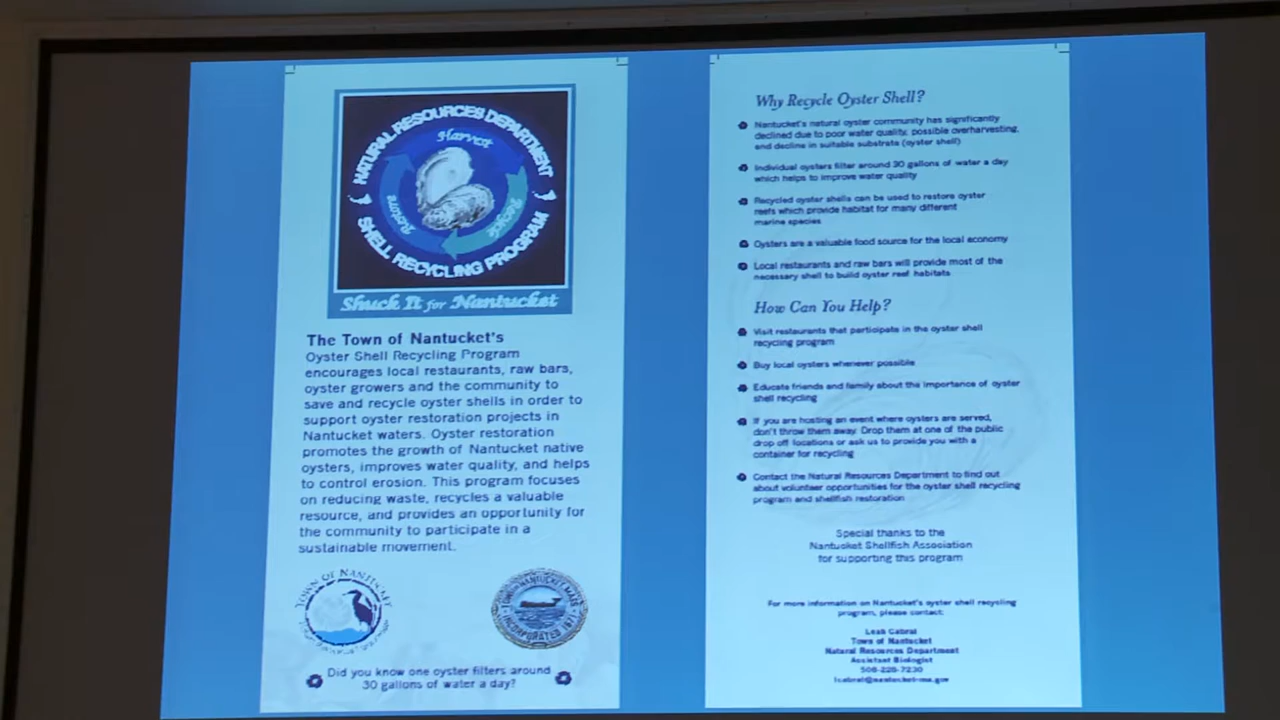 NATURAL RESOURCES DEPARTMENT
Harvest
Recycle
Restore
SHELL RECYCLING PROGRAM
Shuck It for Nantucket
The Town of Nantucket's
Oyster Shell Recycling Program
encourages local restaurants, raw bars,
oyster growers and the community to
save and recycle oyster shells in order to
support oyster restoration projects in
Nantucket waters. Oyster restoration
promotes the growth of Nantucket native
oysters, improves water quality, and helps
to control erosion. This program focuses
on reducing waste, recycles a valuable
resource, and provides an opportunity for
the community to participate in a
sustainable movement.
TOWN OF NANTUCKET
Did you know one oyster filters around
30 gallons of water a day?
Why Recycle Oyster Shell?
Nantucket's natural oyster community has significantly
declined due to poor water quality, possible overharvesting,
and decline in suitable substrate (oyster shell)
Individual oysters filter around 30 gallons of water a day
which helps to improve water quality
Recycled oyster shells can be used to restore oyster
reefs which provide habitat for many different
marine species
Oysters are a valuable food source for the local economy
Local restaurants and raw bars will provide most of the
necessary shell to build oyster reef habitats
How Can You Help?
Visit restaurants that participate in the oyster shell
recycling program
Buy local oysters whenever possible
Educate friends and family about the importance of oyster
shell recycling
If you are hosting an event where oysters are served,
don't throw them away. Drop them at one of the public
drop off locations or ask us to provide you with a
container for recycling
Contact the Natural Resources Department to find out
about volunteer opportunities for the oyster shell recycling
program and shellfish restoration
Special thanks to the
Nantucket Shellfish Association
for supporting this program
For more information on Nantucket's oyster shell recycling
program, please contact:
Leah Cabral
Town of Nantucket
Natural Resources Department
Assistant Biologist
508-228-7230
lcabral@nantucket-ma.gov